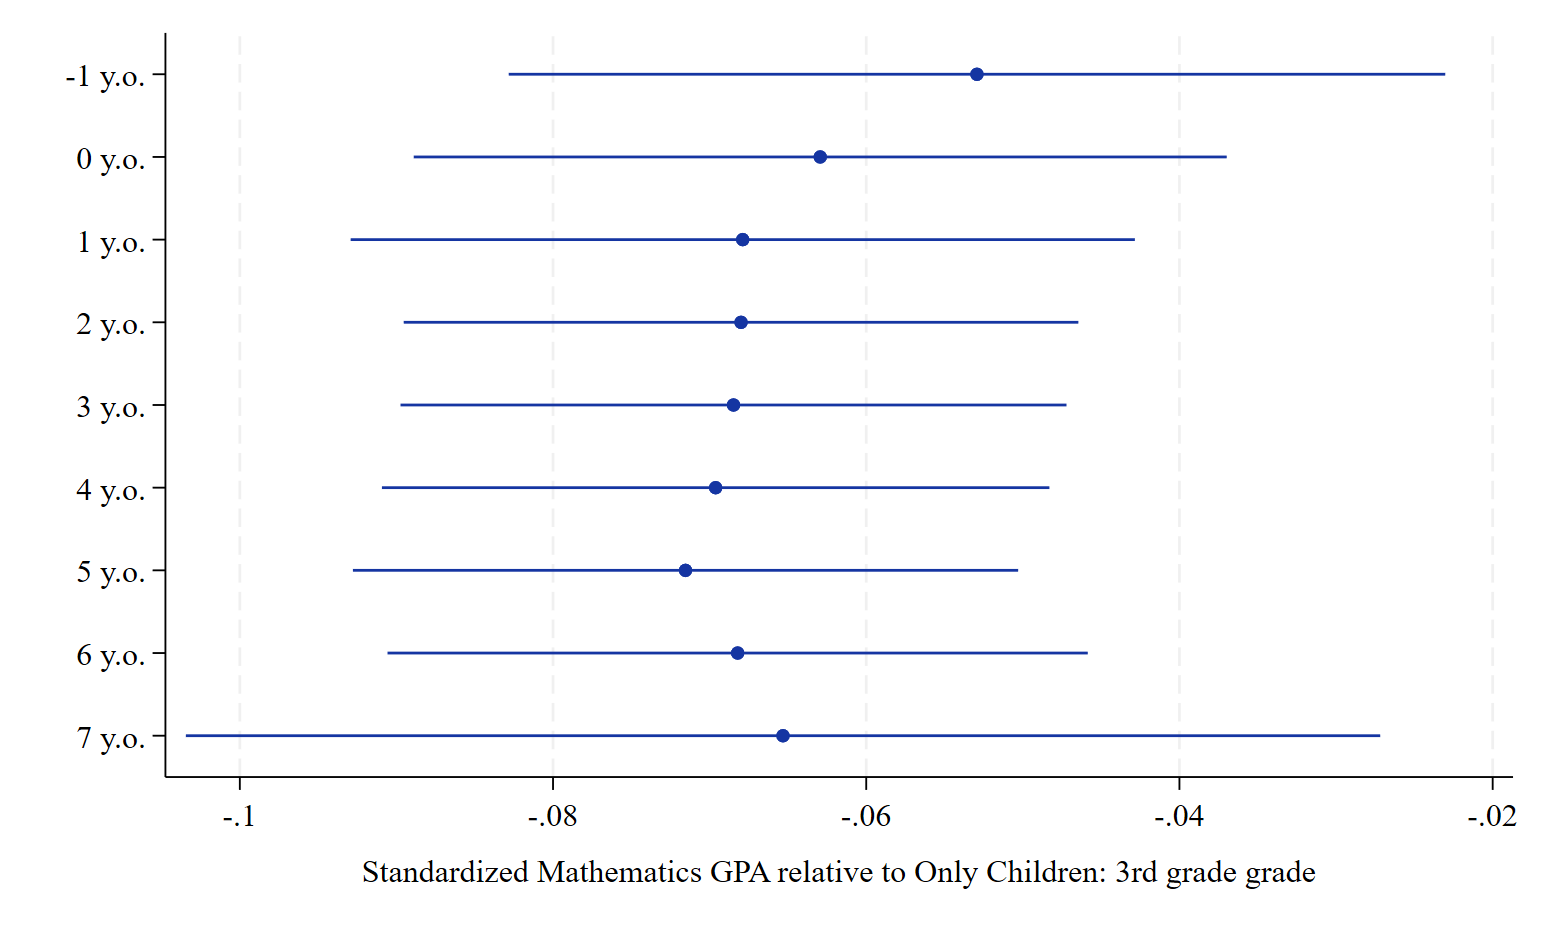 -1 y.o.
0 y.o.
1 y.o.
2 y.o.
3 y.o.
4 y.o.
5 y.o.
6 y.o.
7 y.o.
-.1 -.08 -.06 -.04 -.02
Standardized Mathematics GPA relative to Only Children: 3rd grade grade